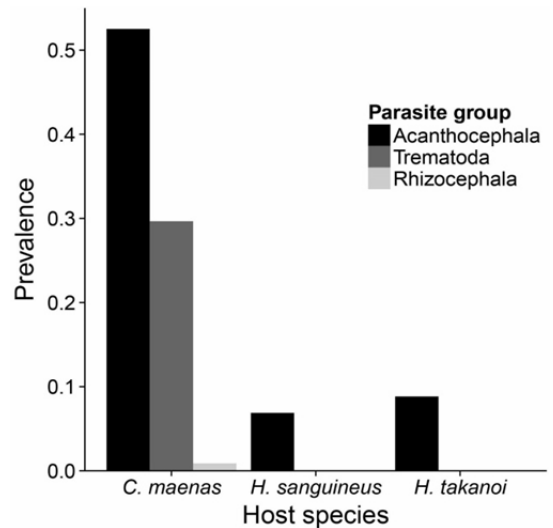 Prevalence
0.5
0.4
0.3
0.2
0.1
0.0
Parasite group
Acanthocephala
Trematoda
Rhizocephala
C. maenas H. sanguineus H. takanoi
Host species